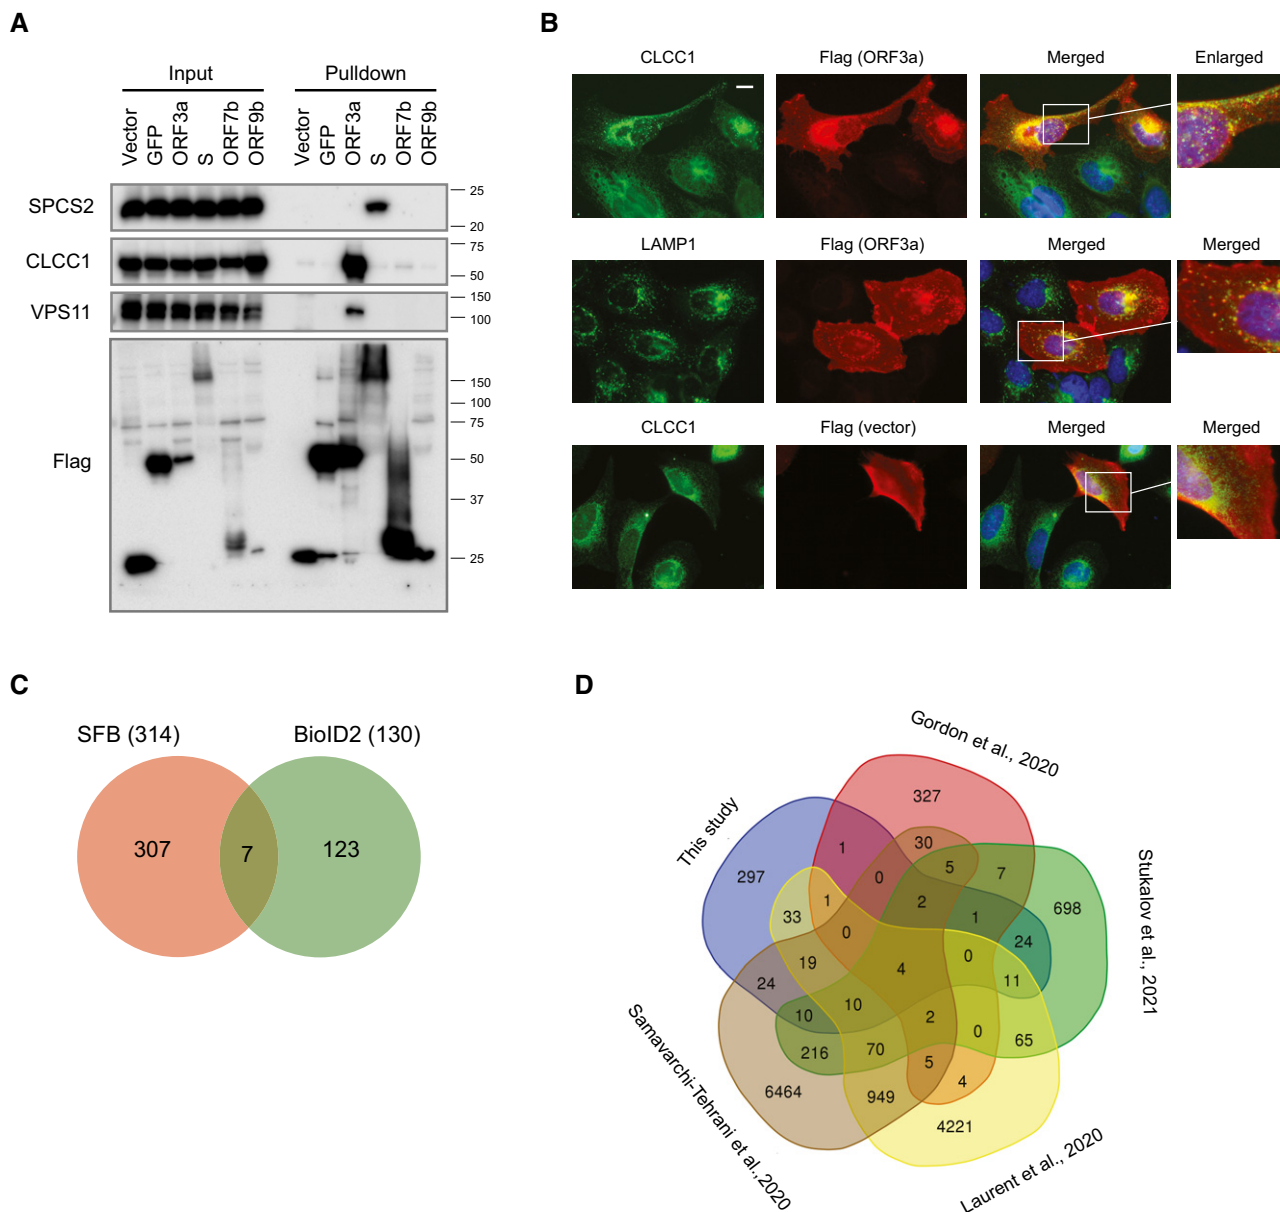 A
Input
Pulldown
Vector
GFP
ORF3a
S
ORF7b
ORF9b
Vector
GFP
ORF3a
S
ORF7b
ORF9b
SPCS2
25
20
CLCC1
75
50
VPS11
150
100
Flag
150
100
75
50
37
25
B
CLCC1
Flag (ORF3a)
Merged
Enlarged
LAMP1
Flag (ORF3a)
Merged
Merged
CLCC1
Flag (vector)
Merged
Merged
C
SFB (314)
BioID2 (130)
307
7
123
D
Gordon et al., 2020
This study
Stukalov et al., 2021
Samavarchi-Tehrani et al.,2020
Laurent et al., 2020
327
1
30
0
5
7
297
698
33
1
2
1
24
0
0
19
4
11
24
10
10
2
0
65
216
70
5
4
6464
949
4221